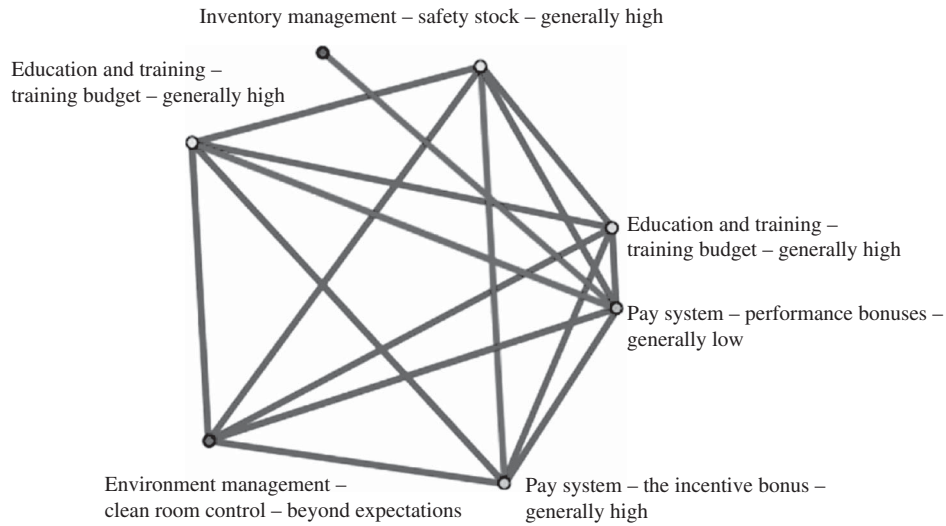 Inventory management – safety stock – generally high
Education and training –
training budget – generally high
Education and training –
training budget – generally high
Pay system – performance bonuses –
generally low
Environment management –
clean room control – beyond expectations
Pay system – the incentive bonus –
generally high